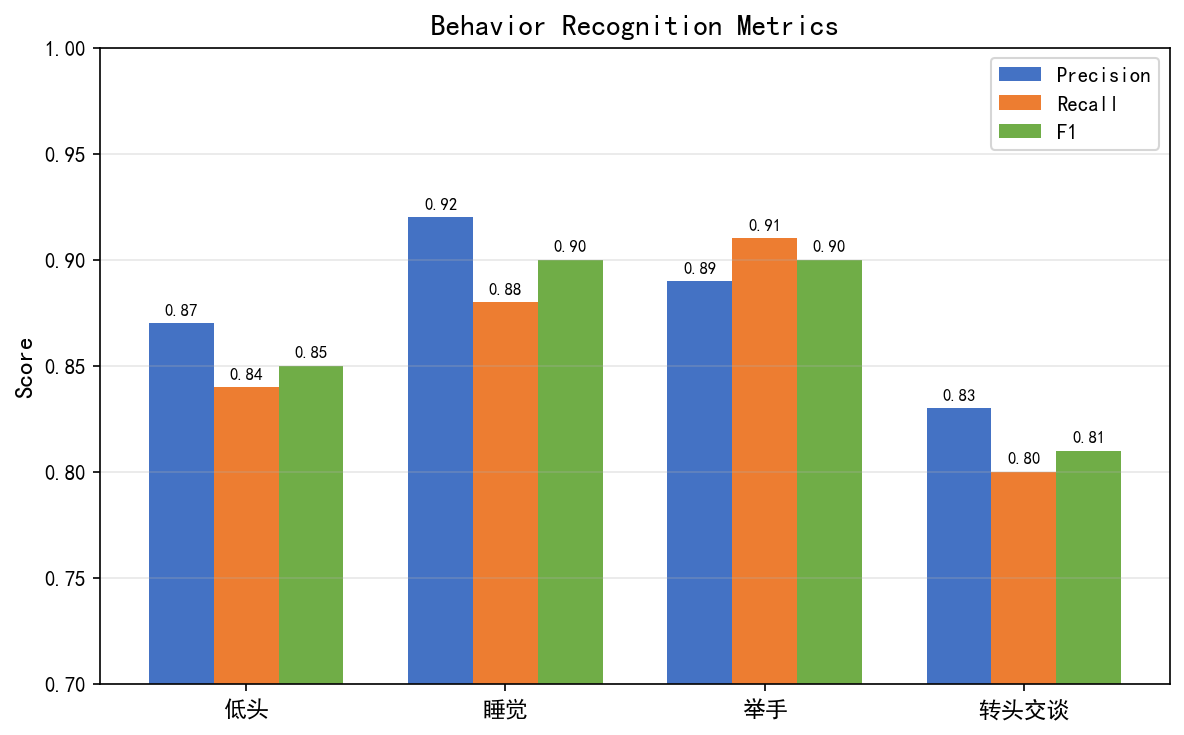 Behavior Recognition Metrics
Precision
Recall
F1
Score
1.00
0.95
0.90
0.85
0.80
0.75
0.70
0.87
0.84
0.85
0.92
0.88
0.90
0.89
0.91
0.90
0.83
0.80
0.81
低头
睡觉
举手
转头交谈